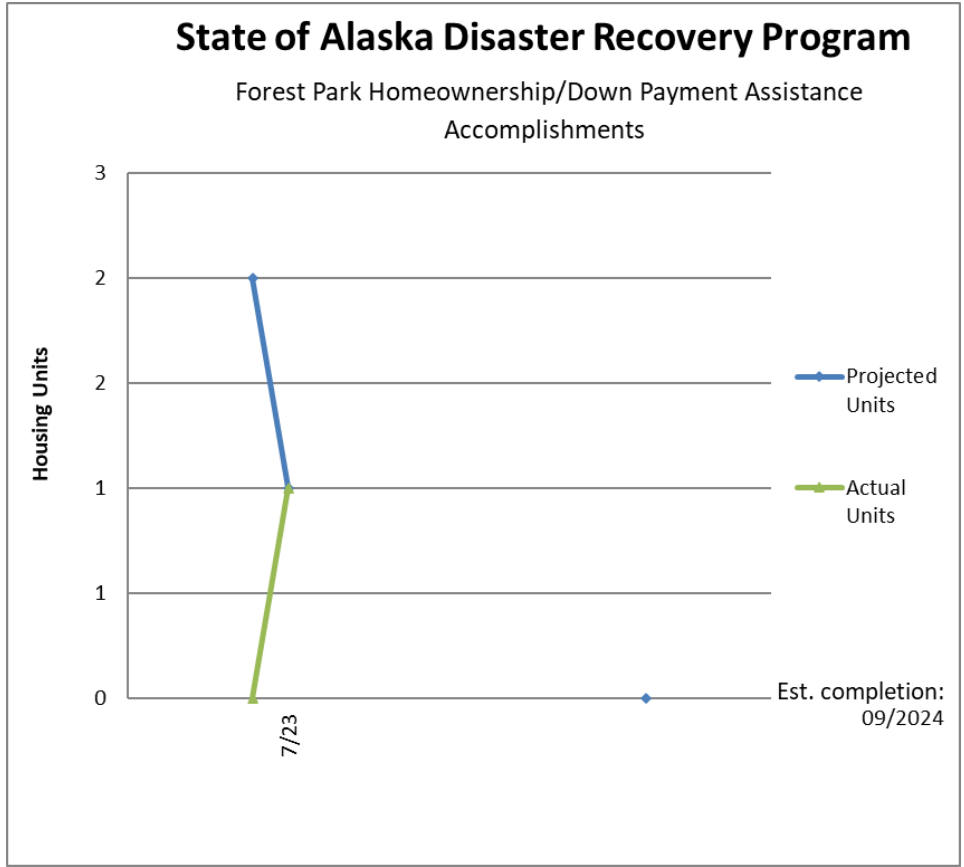 State of Alaska Disaster Recovery Program
Forest Park Homeownership/Down Payment Assistance
Accomplishments
3
2
2
1
1
0
Housing Units
7/23
Projected
Units
Actual
Units
Est. completion:
09/2024